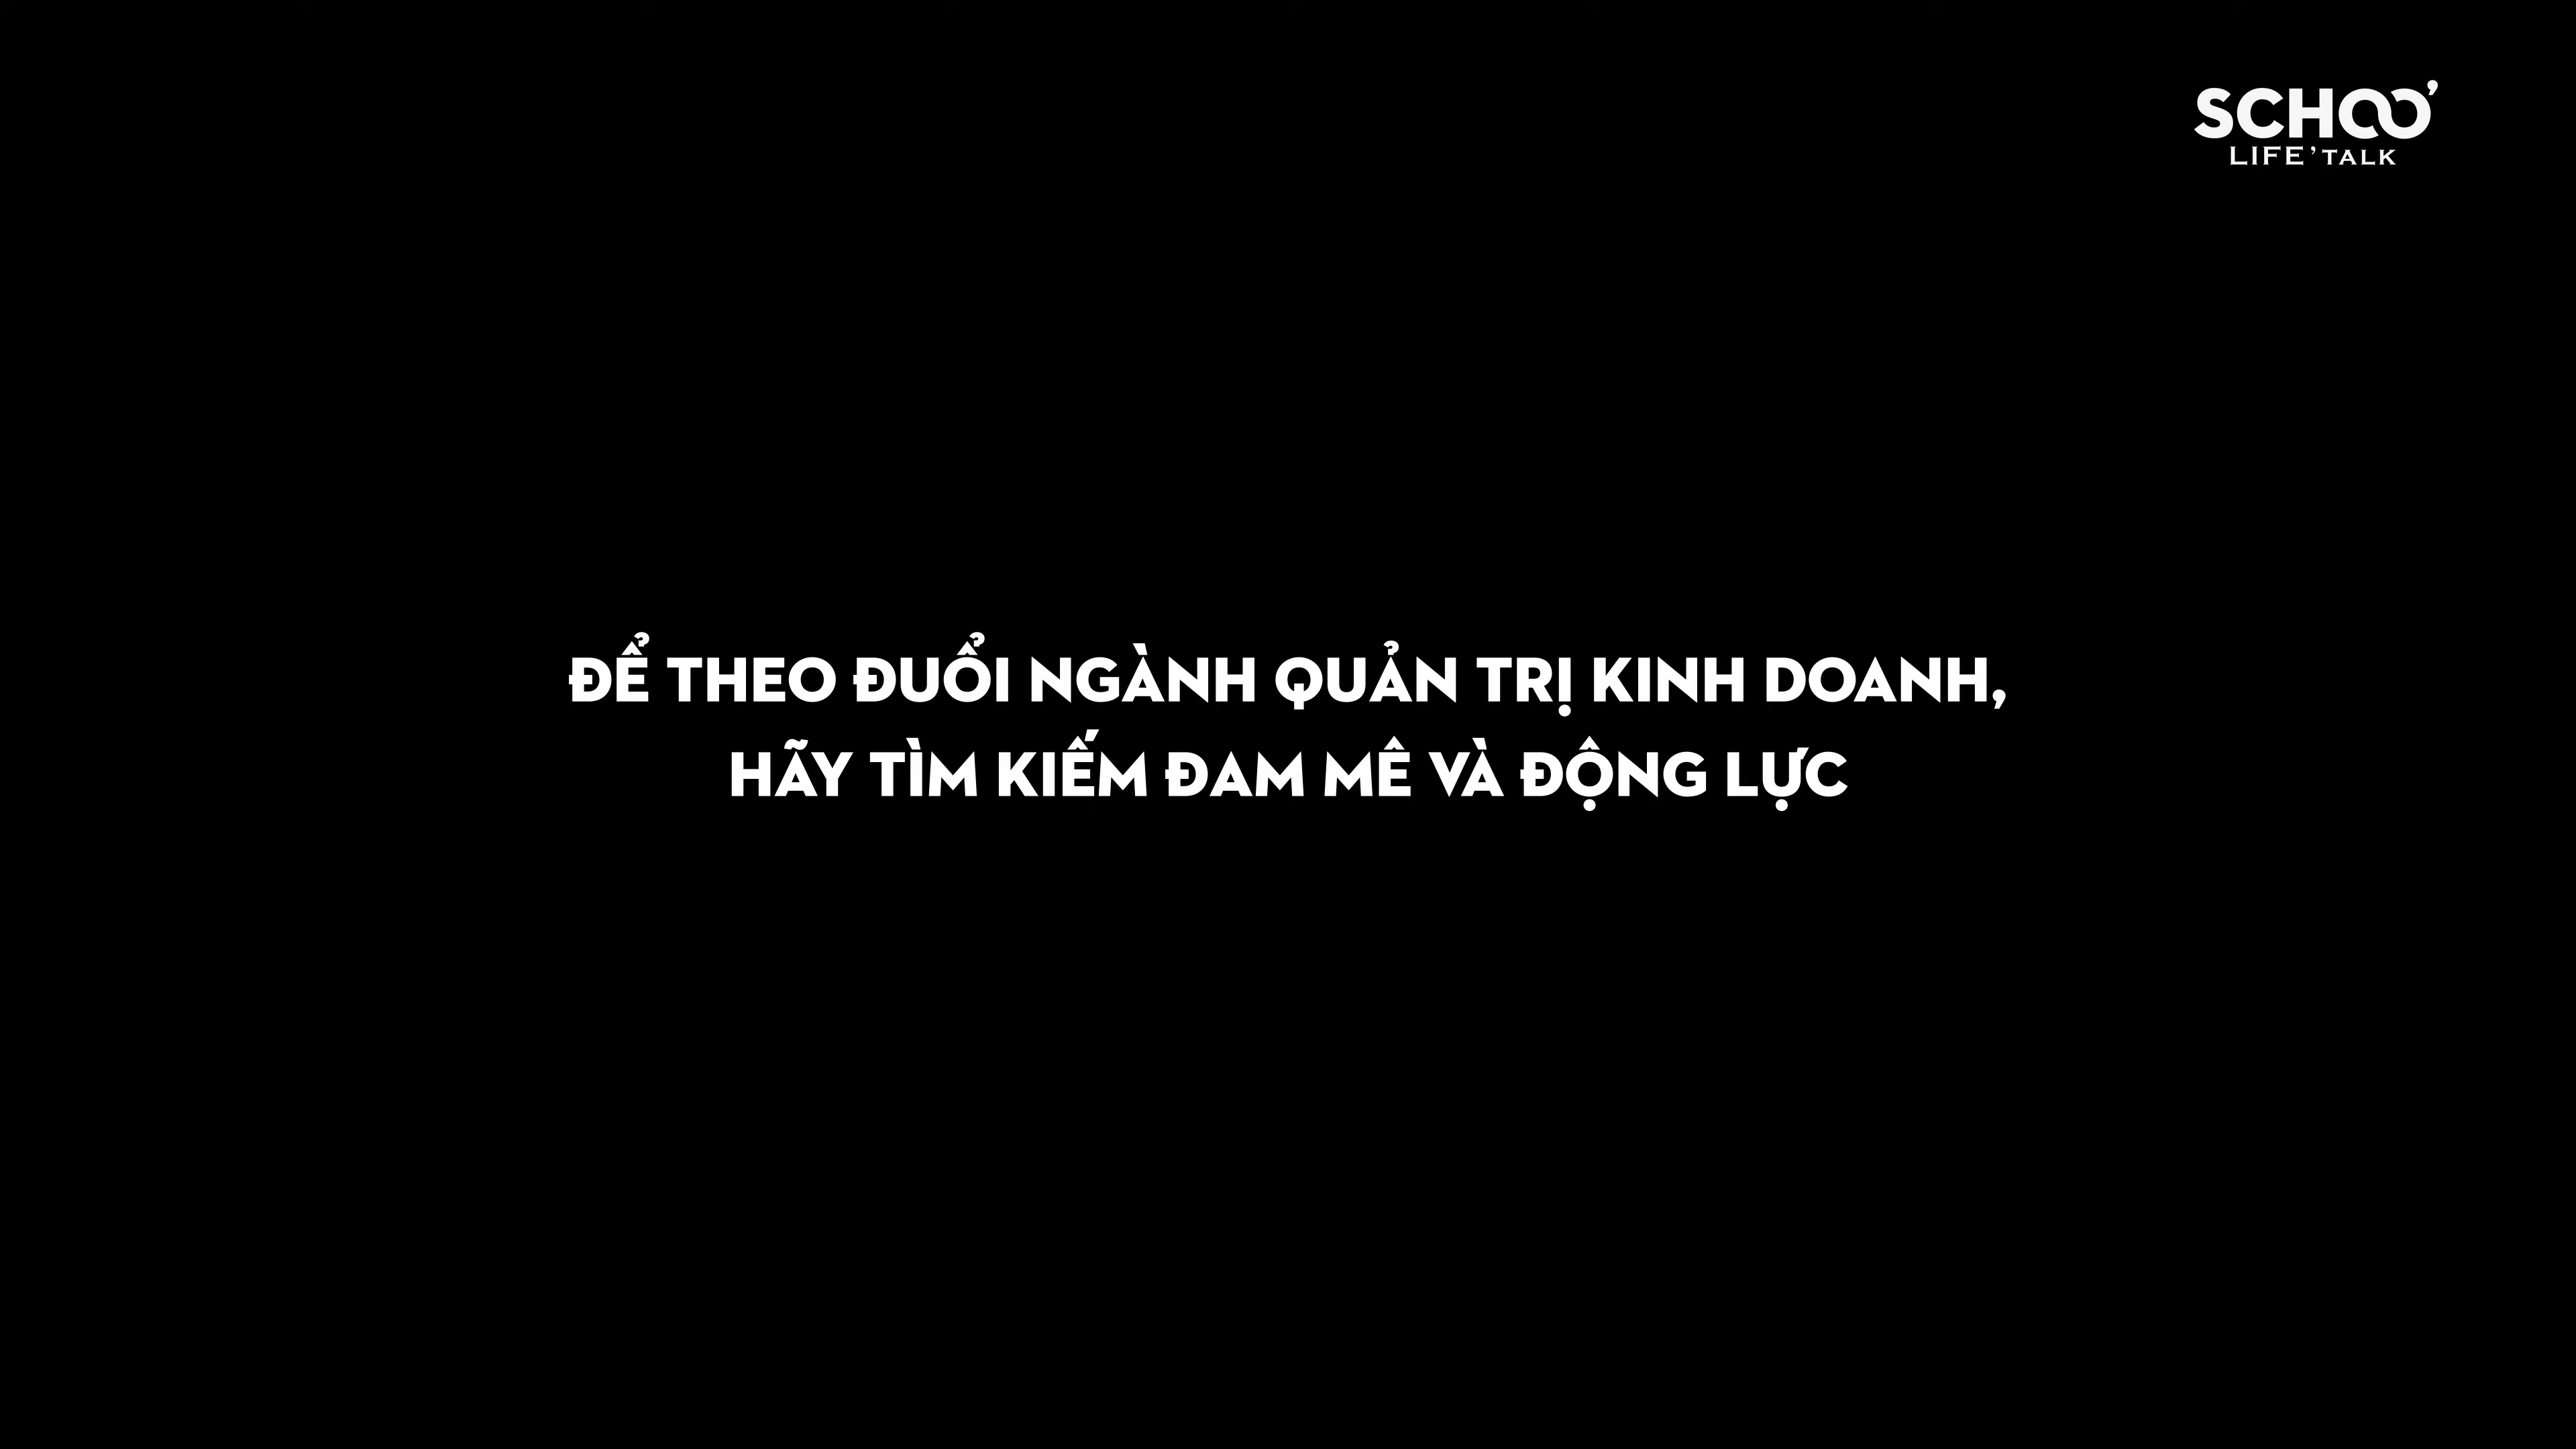 SCHOO'
LIFE'TALK
ĐỂ THEO ĐUỔI NGÀNH QUẢN TRỊ KINH DOANH,
HÃY TÌM KIẾM ĐAM MÊ VÀ ĐỘNG LỰC